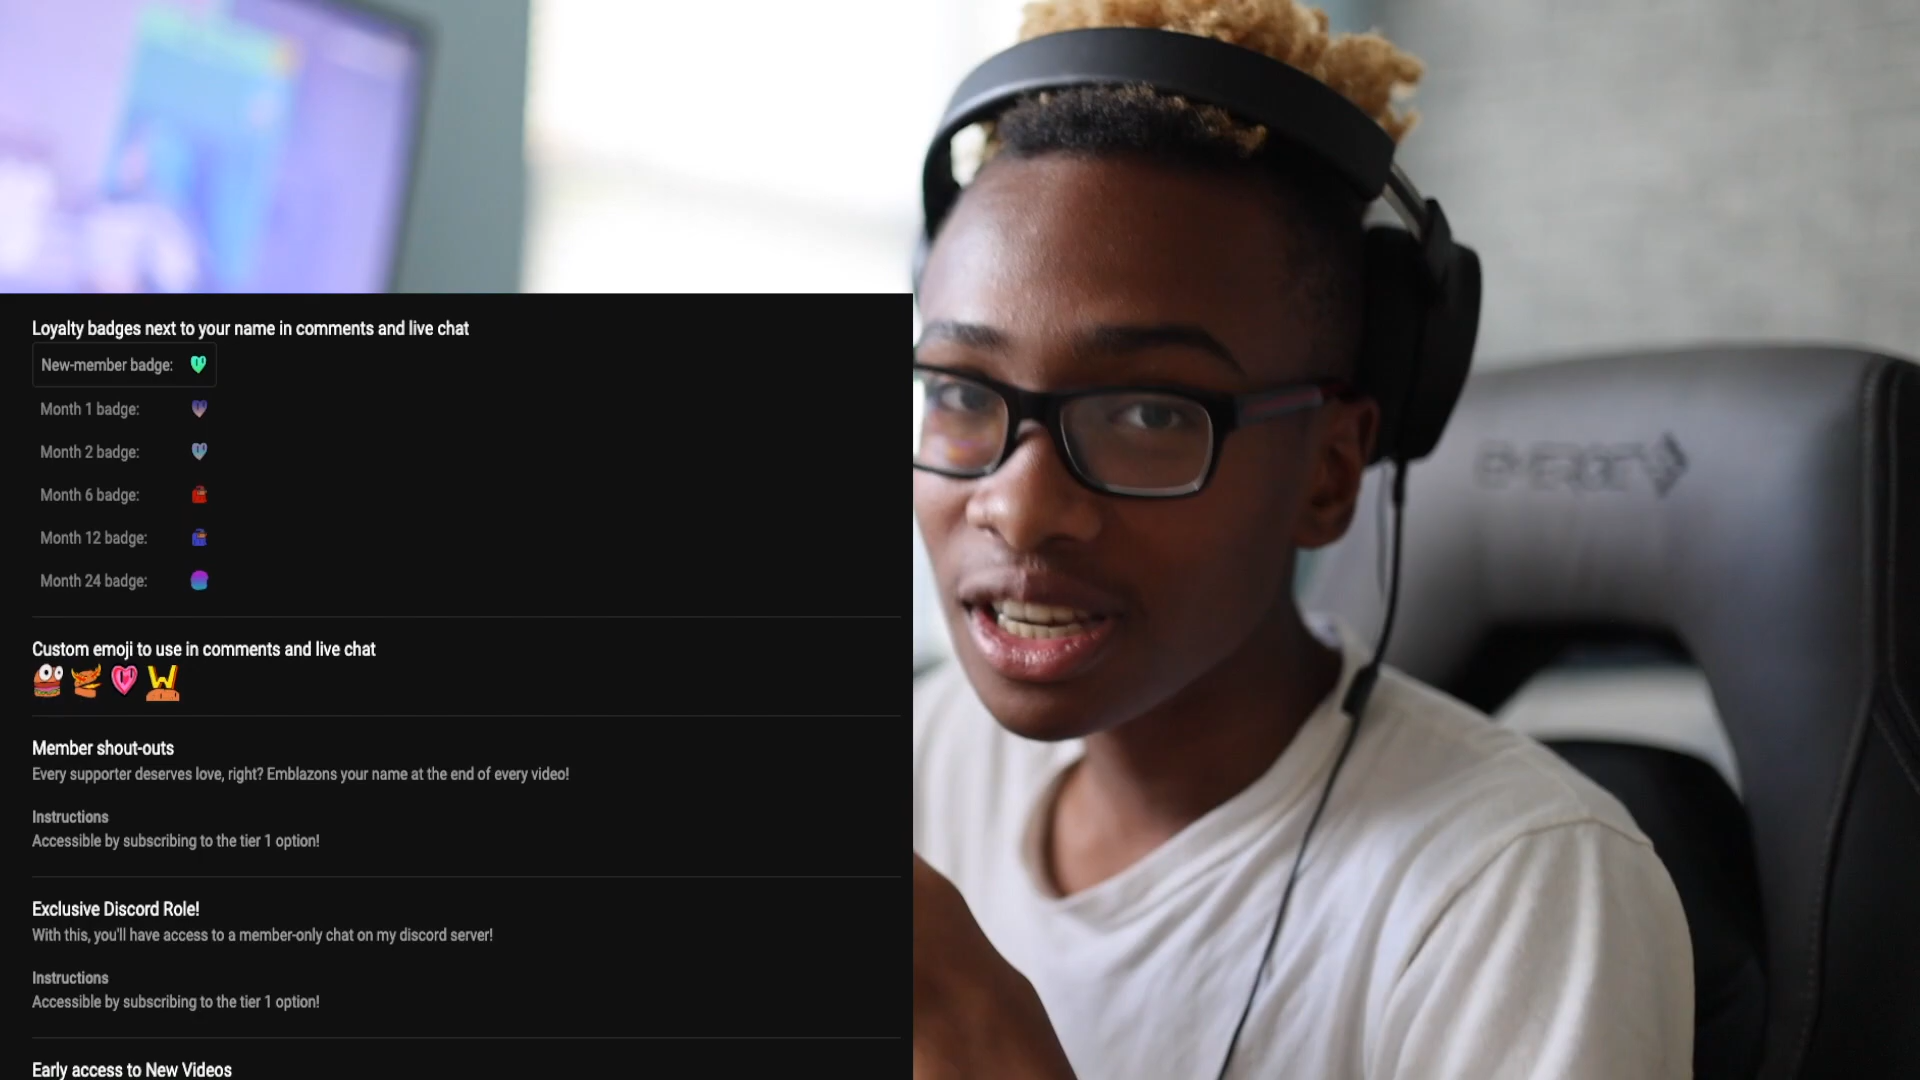 Loyalty badges next to your name in comments and live chat
New-member badge:
Month 1 badge:
Month 2 badge:
Month 6 badge:
Month 12 badge:
Month 24 badge:
Custom emoji to use in comments and live chat
Member shout-outs
Every supporter deserves love, right? Emblazons your name at the end of every video!
Instructions
Accessible by subscribing to the tier 1 option!
Exclusive Discord Role!
With this, you'll have access to a member-only chat on my discord server!
Instructions
Accessible by subscribing to the tier 1 option!
Early access to New Videos